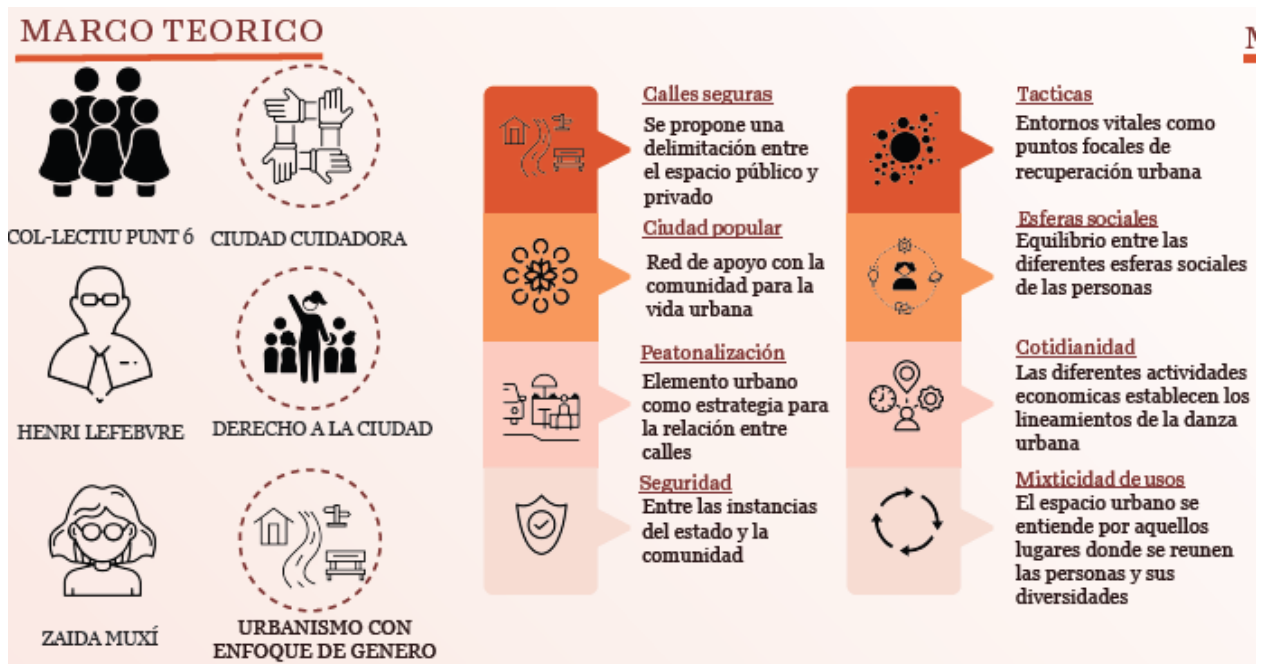 MARCO TEORICO
COL-LECTIU PUNT 6
CIUDAD CUIDADORA
HENRI LEFEBVRE
DERECHO A LA CIUDAD
ZAIDA MUXÍ
URBANISMO CON
ENFOQUE DE GENERO
Calles seguras
Se propone una
delimitación entre
el espacio público y
privado
Ciudad popular
Red de apoyo con la
comunidad para la
vida urbana
Peatonalización
Elemento urbano
como estrategia para
la relación entre
calles
Seguridad
Entre las instancias
del estado y la
comunidad
Tacticas
Entornos vitales como
puntos focales de
recuperación urbana
Esferas sociales
Equilibrio entre las
diferentes esferas sociales
de las personas
Cotidianidad
Las diferentes actividades
economicas establecen los
lineamientos de la danza
urbana
Mixticidad de usos
El espacio urbano se
entiende por aquellos
lugares donde se reunen
las personas y sus
diversidades